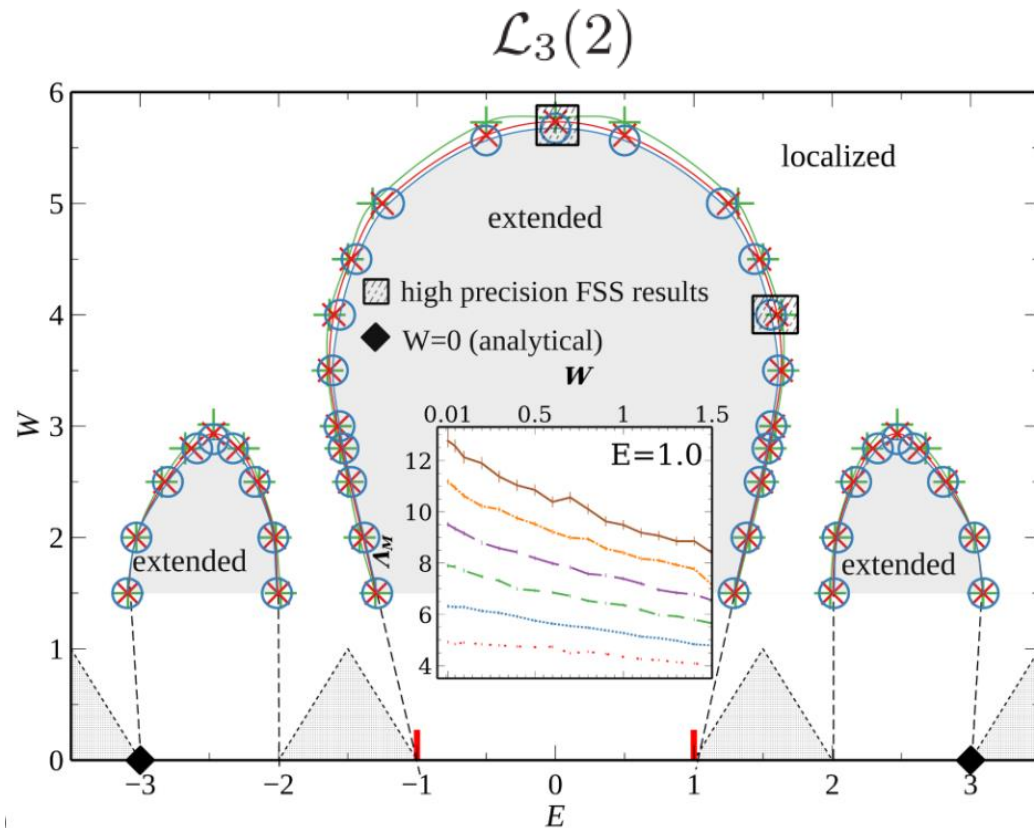 ℒ₃(2)
6
localized
5
extended
4
high precision FSS results
W=0 (analytical)
W
0.01 0.5 1 1.5
W
3
12
E=1.0
10
2
Λ_M
8
extended
extended
6
1
4
0
−3 −2 −1 0 1 2 3
E